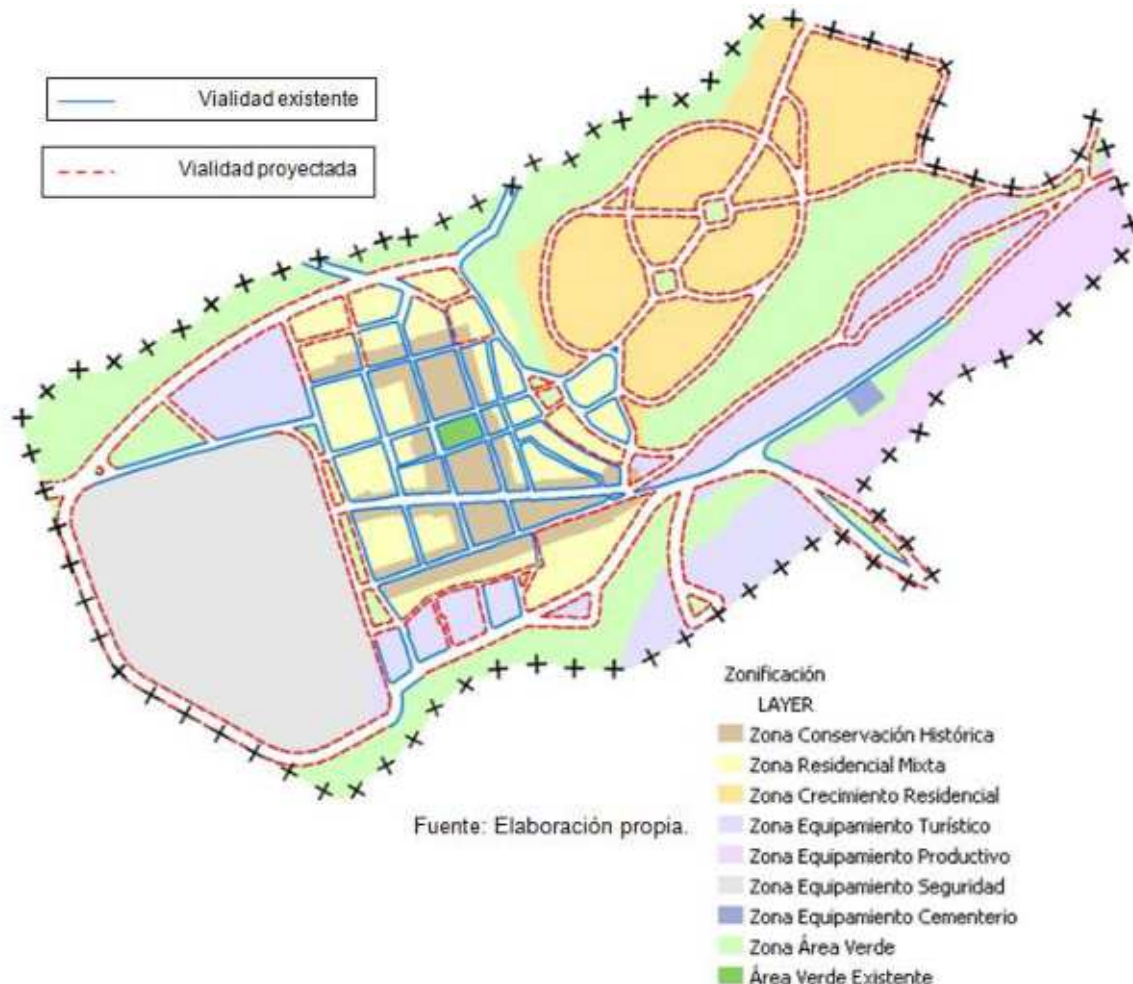 Vialidad existente
Vialidad proyectada
Fuente: Elaboración propia.
Zonificación
LAYER
Zona Conservación Histórica
Zona Residencial Mixta
Zona Crecimiento Residencial
Zona Equipamiento Turístico
Zona Equipamiento Productivo
Zona Equipamiento Seguridad
Zona Equipamiento Cementerio
Zona Área Verde
Área Verde Existente